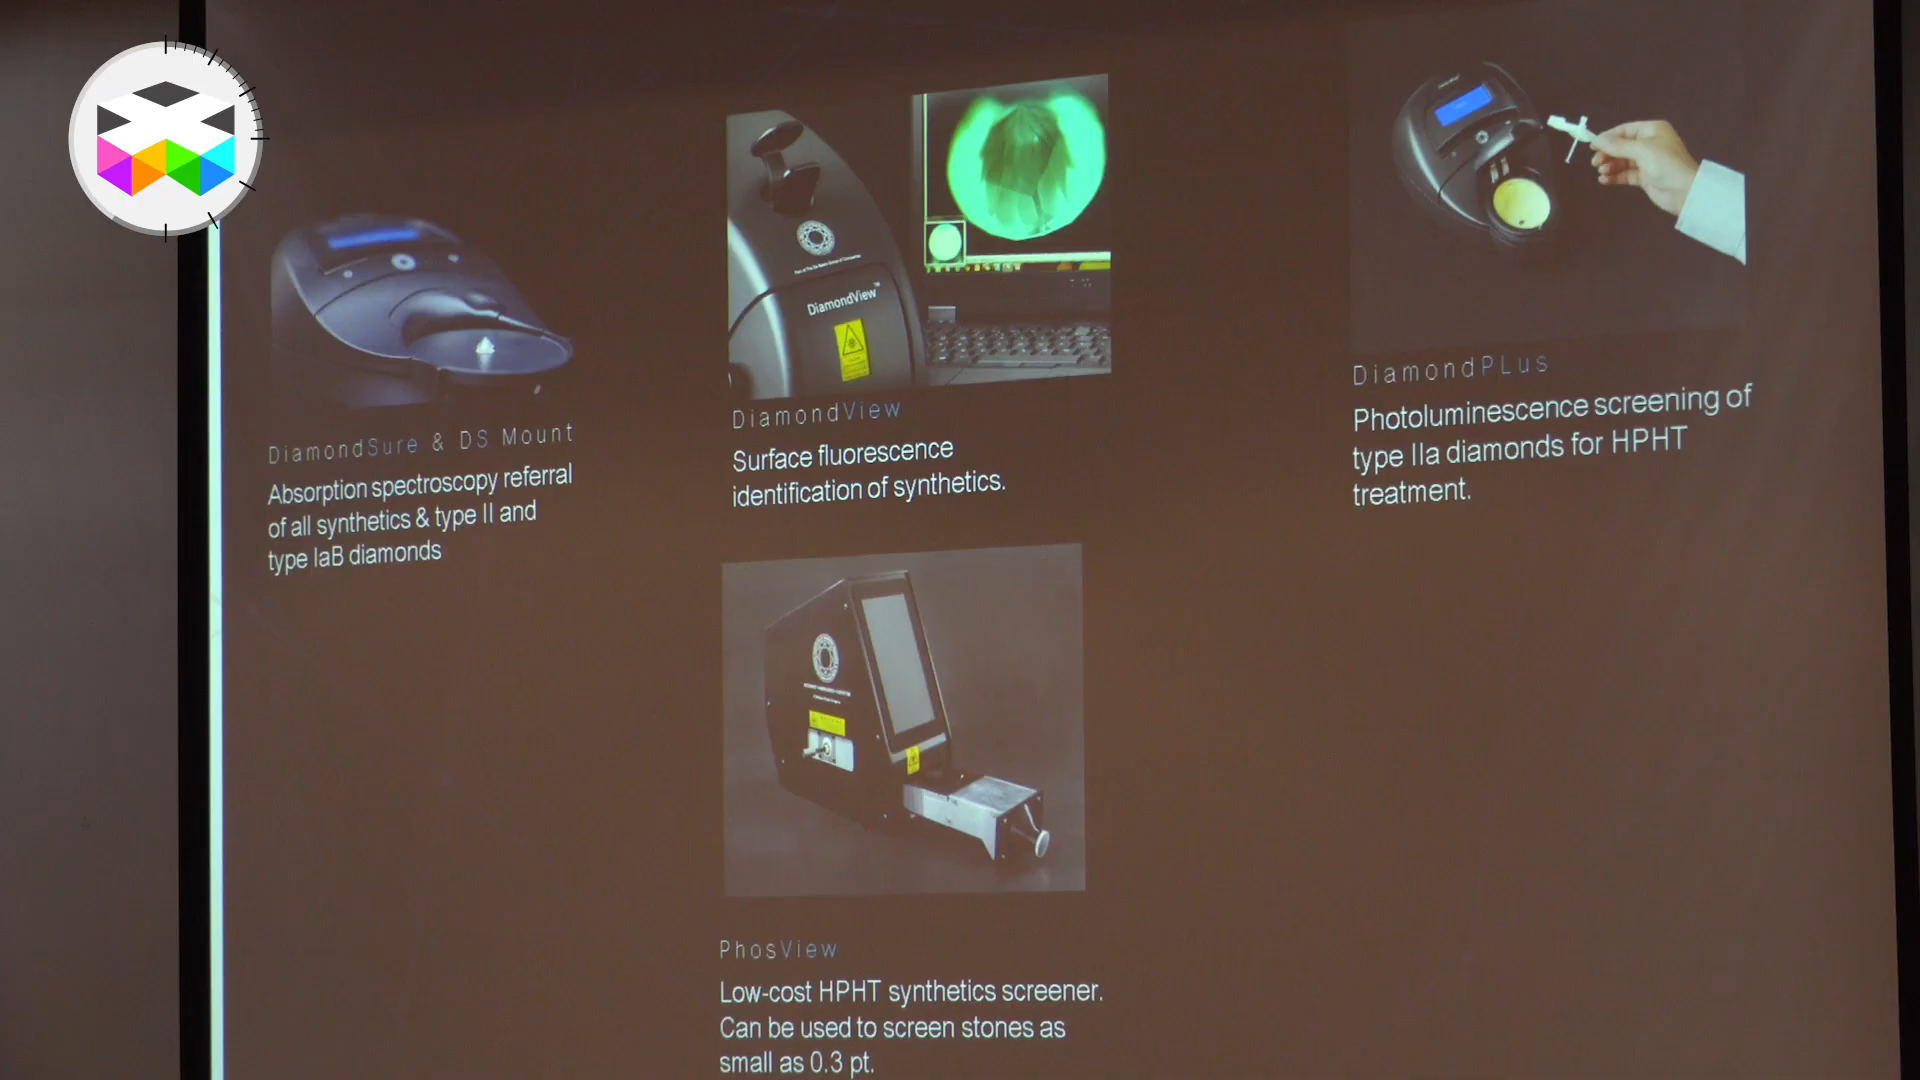 DiamondSure & DS Mount
Absorption spectroscopy referral
of all synthetics & type II and
type IaB diamonds
DiamondView™
DiamondView
Surface fluorescence
identification of synthetics.
DiamondPLus
Photoluminescence screening of
type IIa diamonds for HPHT
treatment.
PhosView
Low-cost HPHT synthetics screener.
Can be used to screen stones as
small as 0.3 pt.